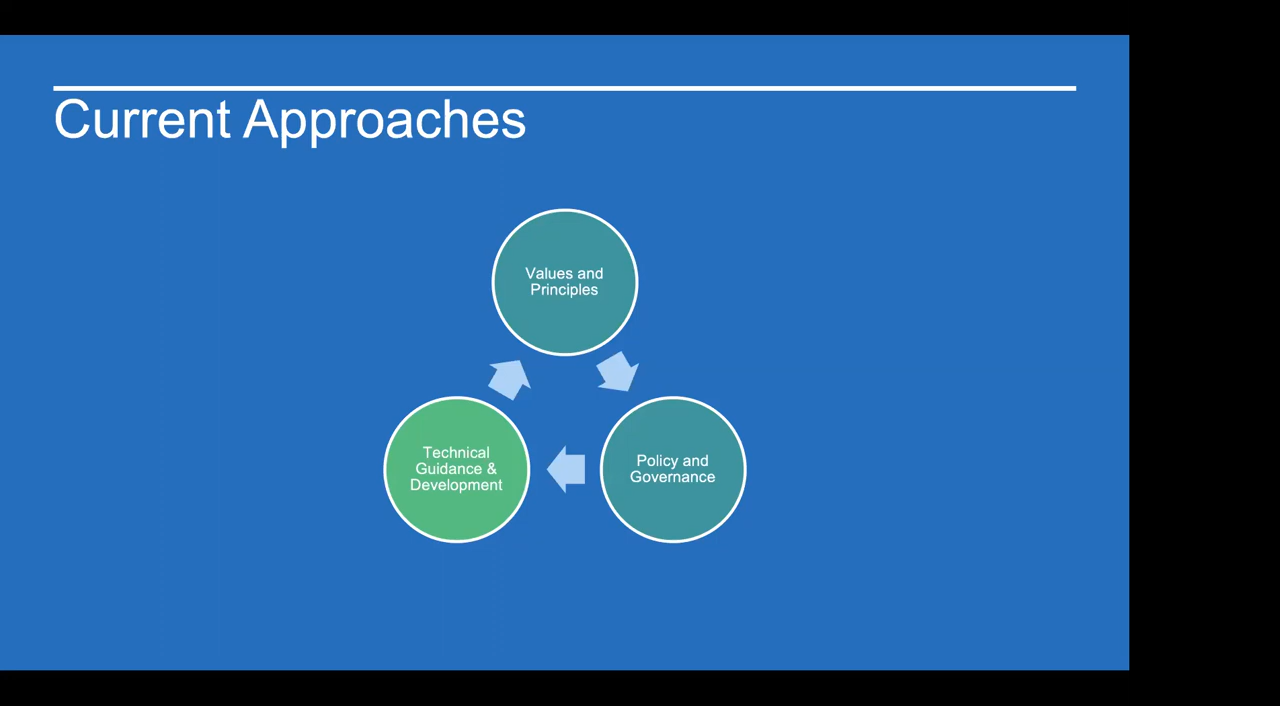 Current Approaches
Values and
Principles
Technical
Guidance &
Development
Policy and
Governance